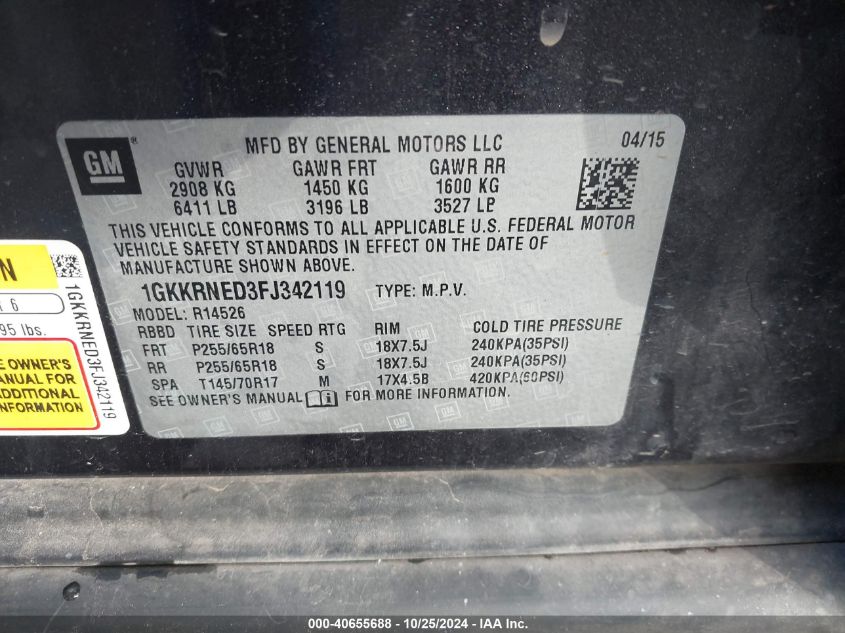 GM
MFD BY GENERAL MOTORS LLC
04/15
GVWR GAWR FRT GAWR RR
2908 KG 1450 KG 1600 KG
6411 LB 3196 LB 3527 LB
THIS VEHICLE CONFORMS TO ALL APPLICABLE U.S. FEDERAL MOTOR
VEHICLE SAFETY STANDARDS IN EFFECT ON THE DATE OF
MANUFACTURE SHOWN ABOVE.
1GKKRNED3FJ342119 TYPE: M.P.V.
MODEL: R14526
RBBD TIRE SIZE SPEED RTG RIM COLD TIRE PRESSURE
FRT P255/65R18 S 18X7.5J 240KPA(35PSI)
RR P255/65R18 S 18X7.5J 240KPA(35PSI)
SPA T145/70R17 M 17X4.5B 420KPA(60PSI)
SEE OWNER'S MANUAL FOR MORE INFORMATION.
N
6
95 lbs.
E OWNER'S
ANUAL FOR
ADDITIONAL
INFORMATION
1GKKRNED3FJ342119
000-40655688 - 10/25/2024 - IAA Inc.